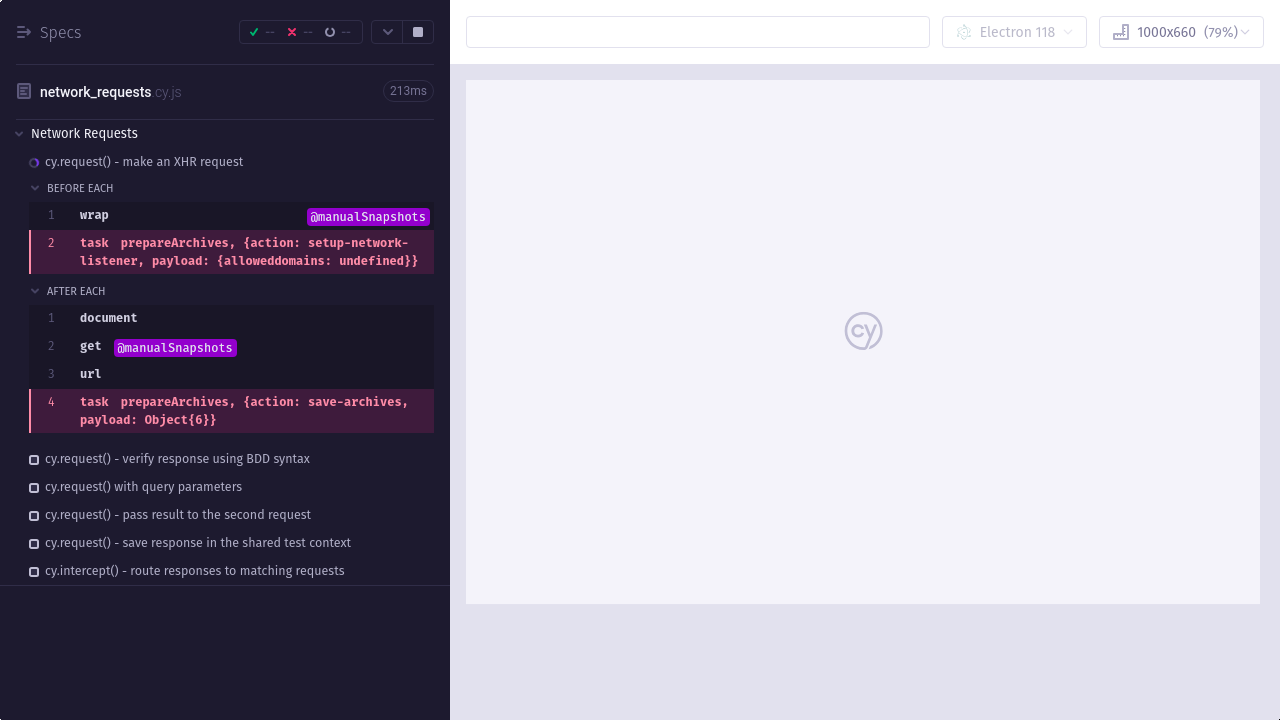 Specs
--
--
--
Electron 118
1000x660 (79%)
network_requests.cy.js
213ms
Network Requests
cy.request() - make an XHR request
BEFORE EACH
1 wrap @manualSnapshots
2 task prepareArchives, {action: setup-network-
listener, payload: {alloweddomains: undefined}}
AFTER EACH
1 document
2 get @manualSnapshots
3 url
4 task prepareArchives, {action: save-archives,
payload: Object{6}}
cy.request() - verify response using BDD syntax
cy.request() with query parameters
cy.request() - pass result to the second request
cy.request() - save response in the shared test context
cy.intercept() - route responses to matching requests
cy